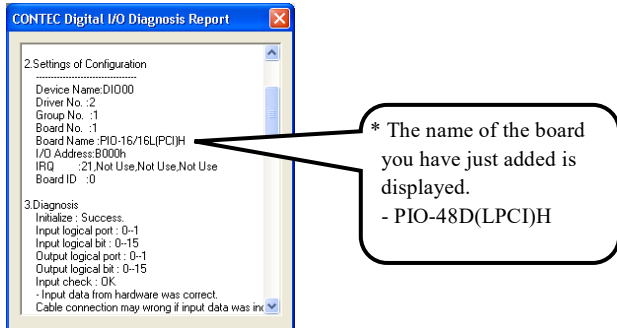 CONTEC Digital I/O Diagnosis Report
2.Settings of Configuration
---------------------------------
Device Name:DIO00
Driver No. :2
Group No. :1
Board No. :1
Board Name :PIO-16/16L(PCI)H
I/O Address:B000h
IRQ :21,Not Use,Not Use,Not Use
Board ID :0
3.Diagnosis
Initialize : Success.
Input logical port : 0--1
Input logical bit : 0--15
Output logical port : 0--1
Output logical bit : 0--15
Input check : OK
- Input data from hardware was correct.
Cable connection may wrong if input data was
* The name of the board
you have just added is
displayed.
- PIO-48D(LPCI)H